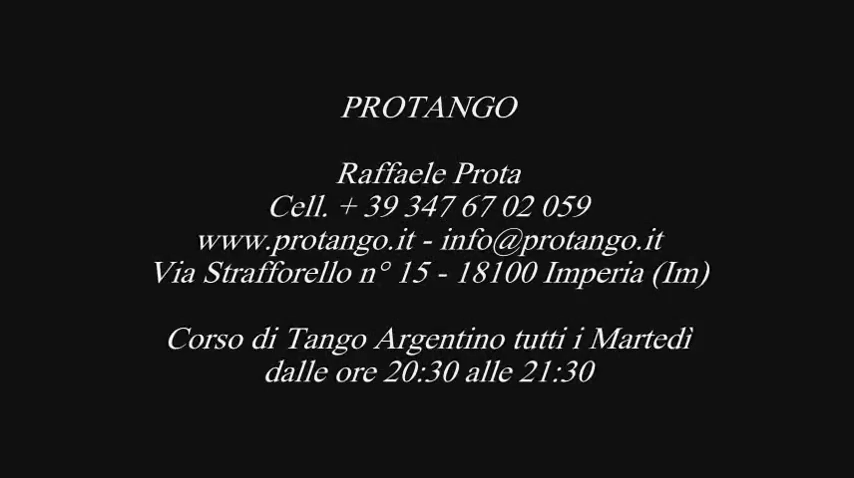 PROTANGO
Raffaele Prota
Cell. + 39 347 67 02 059
www.protango.it - info@protango.it
Via Strafforello n° 15 - 18100 Imperia (Im)
Corso di Tango Argentino tutti i Martedì
dalle ore 20:30 alle 21:30